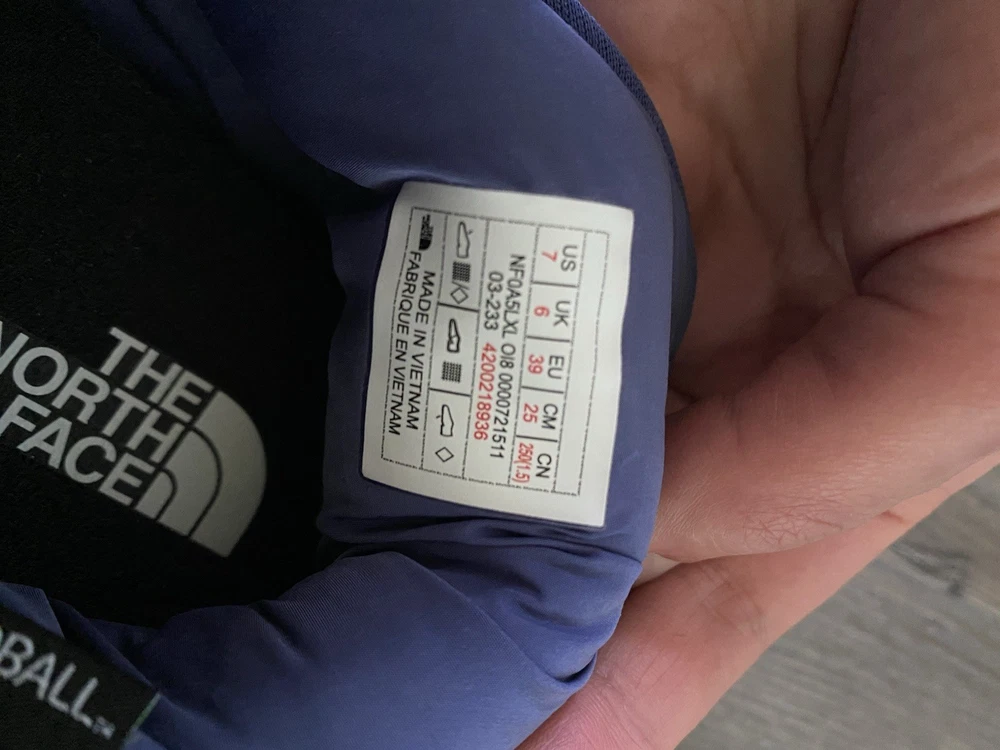 US | UK | EU | CM | CN
7 | 6 | 39 | 25 | 250(1.5)
NF0A5LXL OI8 0000721511
03-233 4200218936
MADE IN VIETNAM
FABRIQUE EN VIETNAM
THE
NORTH
FACE
BALL